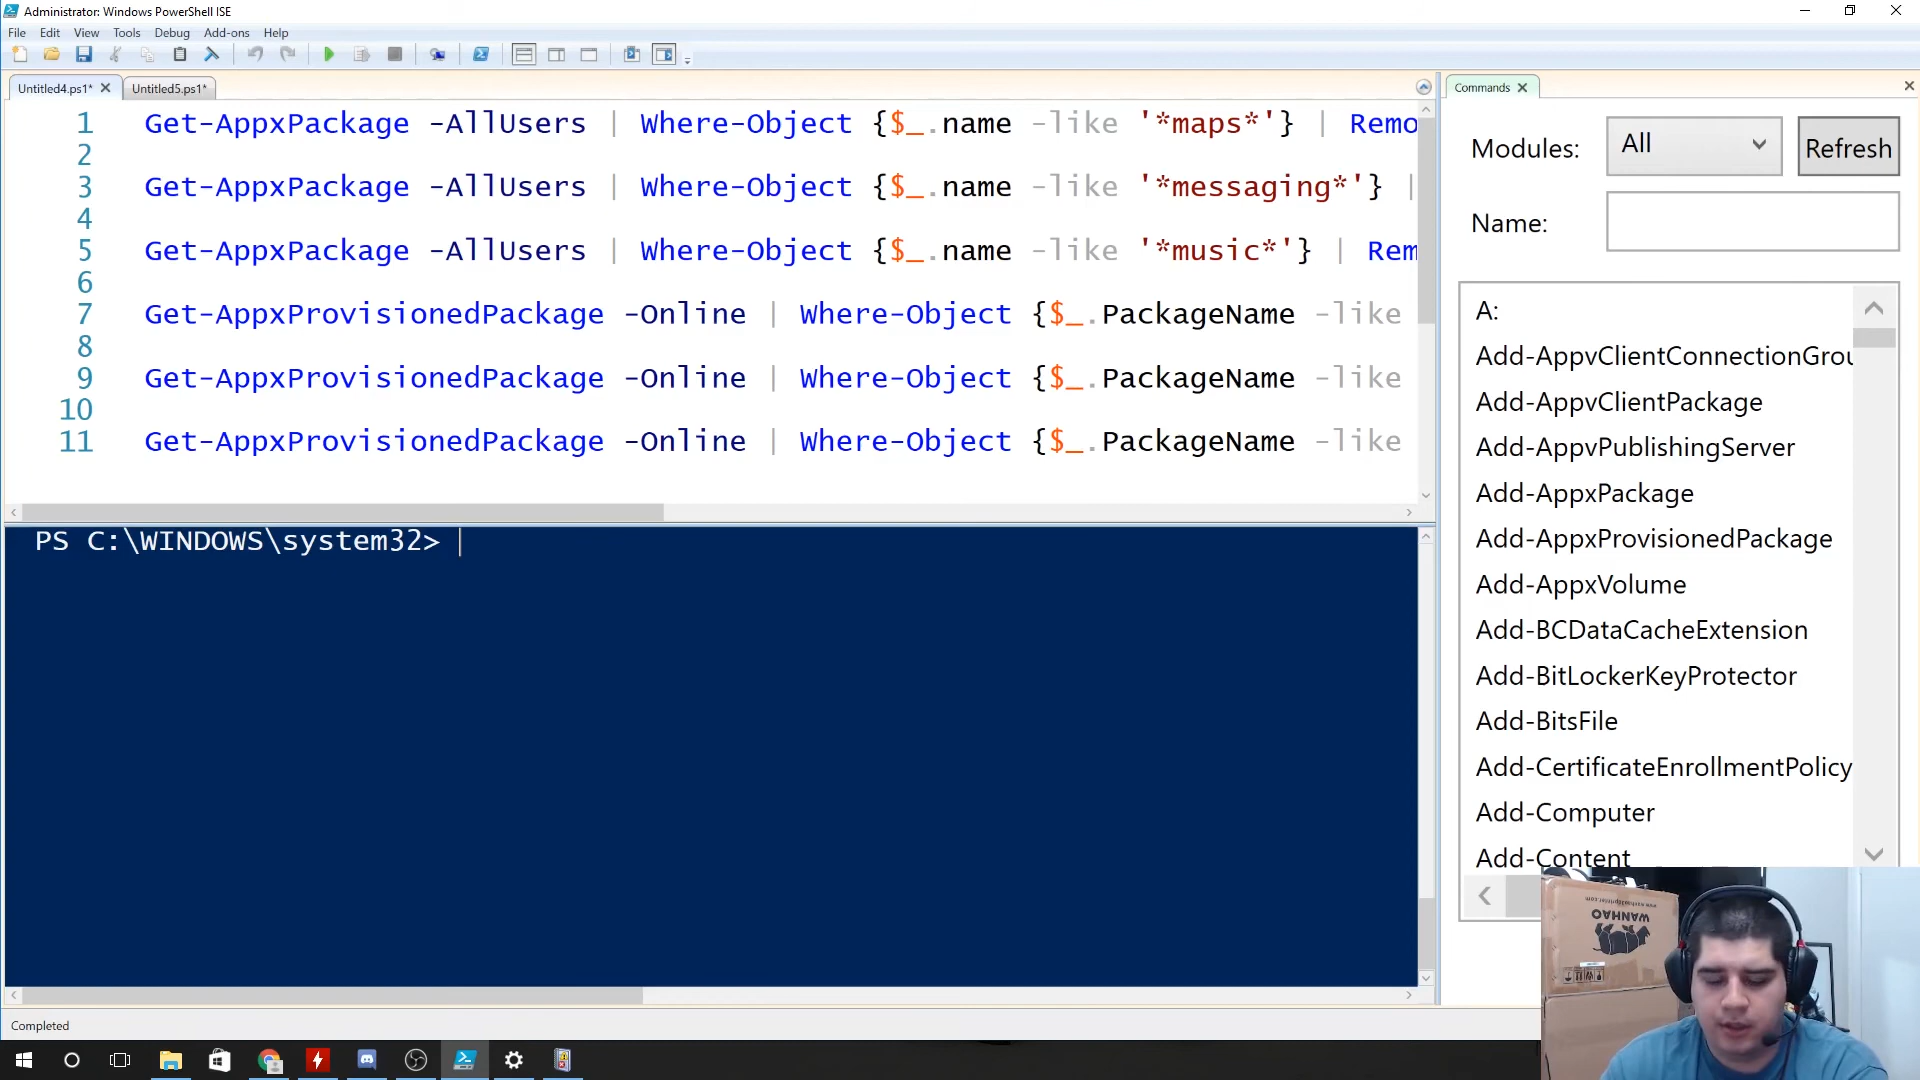 Administrator: Windows PowerShell ISE
File Edit View Tools Debug Add-ons Help
Untitled4.ps1* Untitled5.ps1*
1 Get-AppxPackage -AllUsers | Where-Object {$_.name -like '*maps*'} | Remo
2
3 Get-AppxPackage -AllUsers | Where-Object {$_.name -like '*messaging*'} |
4
5 Get-AppxPackage -AllUsers | Where-Object {$_.name -like '*music*'} | Rem
6
7 Get-AppxProvisionedPackage -Online | Where-Object {$_.PackageName -like
8
9 Get-AppxProvisionedPackage -Online | Where-Object {$_.PackageName -like
10
11 Get-AppxProvisionedPackage -Online | Where-Object {$_.PackageName -like
PS C:\WINDOWS\system32>
Completed
Commands
Modules: All Refresh
Name:
A:
Add-AppvClientConnectionGrou
Add-AppvClientPackage
Add-AppvPublishingServer
Add-AppxPackage
Add-AppxProvisionedPackage
Add-AppxVolume
Add-BCDataCacheExtension
Add-BitLockerKeyProtector
Add-BitsFile
Add-CertificateEnrollmentPolicy
Add-Computer
Add-Content
WANHAO